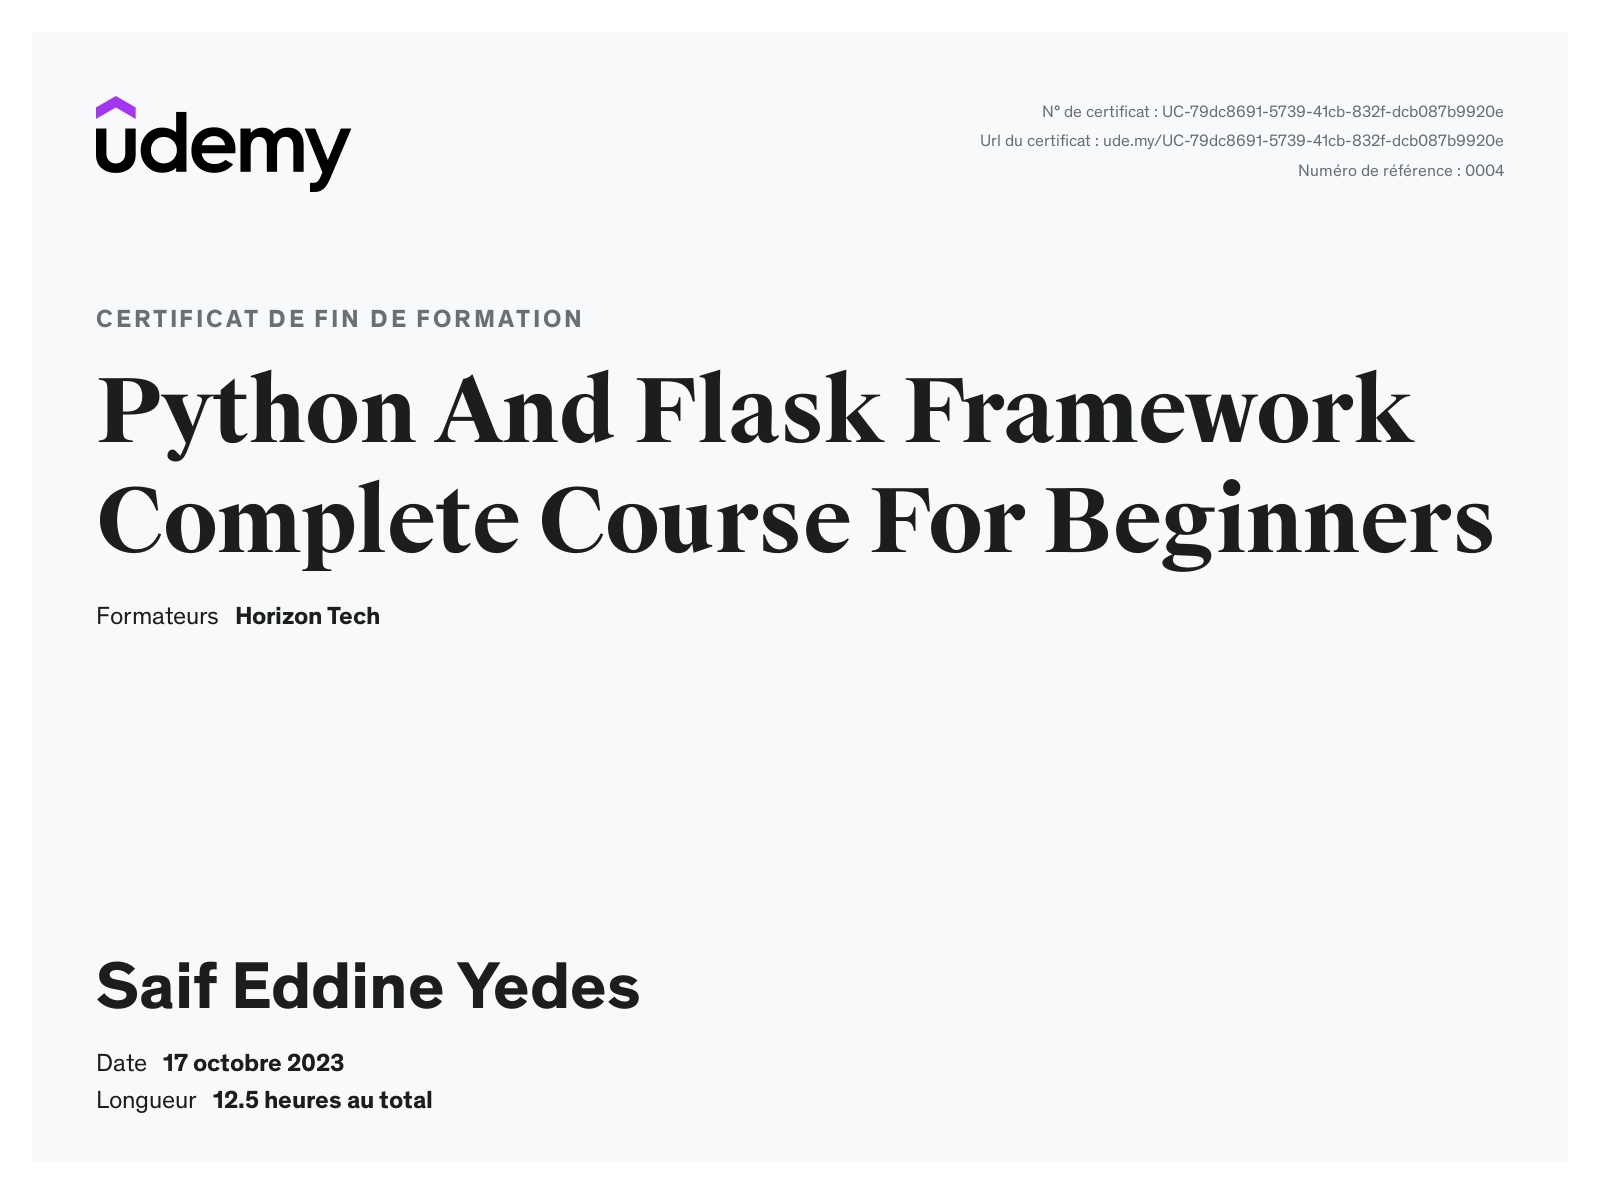 udemy
N° de certificat : UC-79dc8691-5739-41cb-832f-dcb087b9920e
Url du certificat : ude.my/UC-79dc8691-5739-41cb-832f-dcb087b9920e
Numéro de référence : 0004
CERTIFICAT DE FIN DE FORMATION
Python And Flask Framework
Complete Course For Beginners
Formateurs Horizon Tech
Saif Eddine Yedes
Date 17 octobre 2023
Longueur 12.5 heures au total